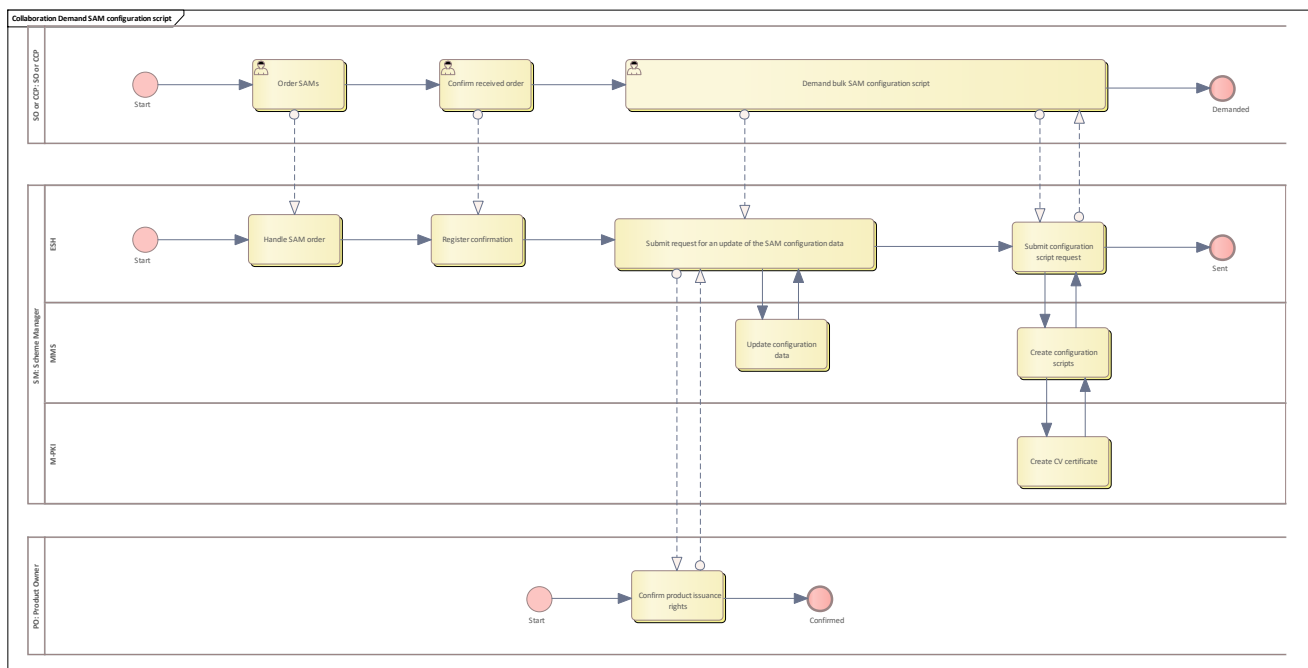 Collaboration Demand SAM configuration script
SO or CCP: SO or CCP
Order SAMs
Confirm received order
Demand bulk SAM configuration script
Start
Demanded
SM: Scheme Manager
ESH
Handle SAM order
Register confirmation
Submit request for an update of the SAM configuration data
Submit configuration
script request
Start
Sent
MMS
Update configuration
data
Create configuration
scripts
M-PKI
Create CV certificate
PO: Product Owner
Confirm product issuance
rights
Start
Confirmed